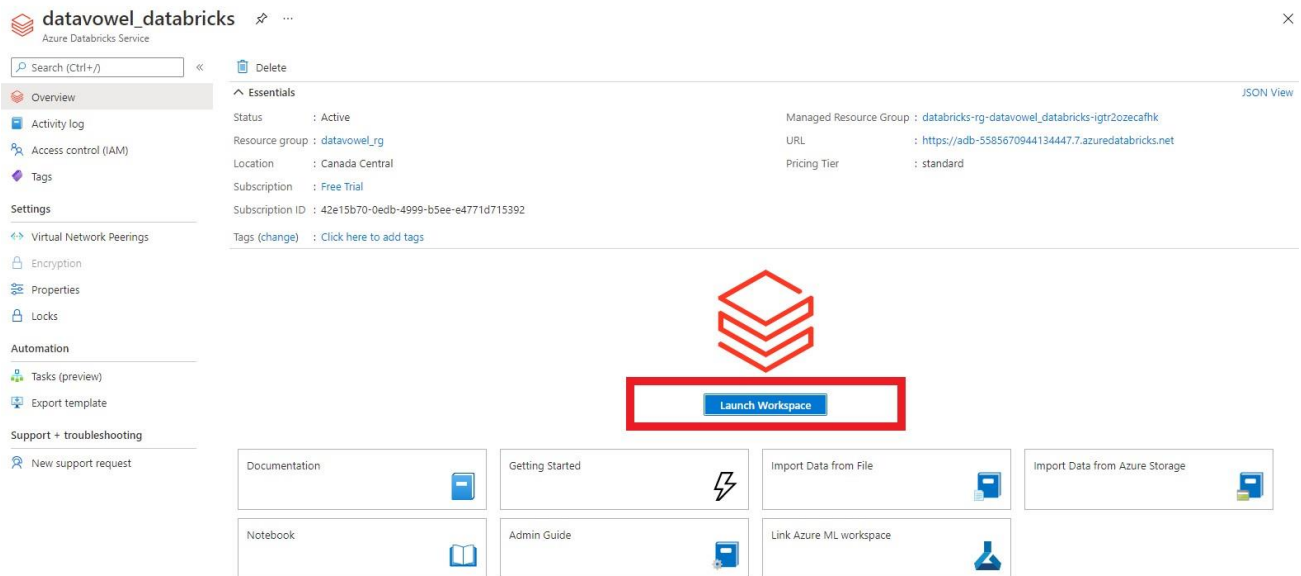 datavowel_databricks
Azure Databricks Service
Search (Ctrl+/)
Overview
Activity log
Access control (IAM)
Tags
Settings
Virtual Network Peerings
Encryption
Properties
Locks
Automation
Tasks (preview)
Export template
Support + troubleshooting
New support request
Delete
Essentials
JSON View
Status : Active
Resource group : datavowel_rg
Location : Canada Central
Subscription : Free Trial
Subscription ID : 42e15b70-0edb-4999-b5ee-e4771d715392
Managed Resource Group : databricks-rg-datavowel_databricks-igtr2ozecafhk
URL : https://adb-5585670944134447.7.azuredatabricks.net
Pricing Tier : standard
Tags (change) : Click here to add tags
Launch Workspace
Documentation
Getting Started
Import Data from File
Import Data from Azure Storage
Notebook
Admin Guide
Link Azure ML workspace